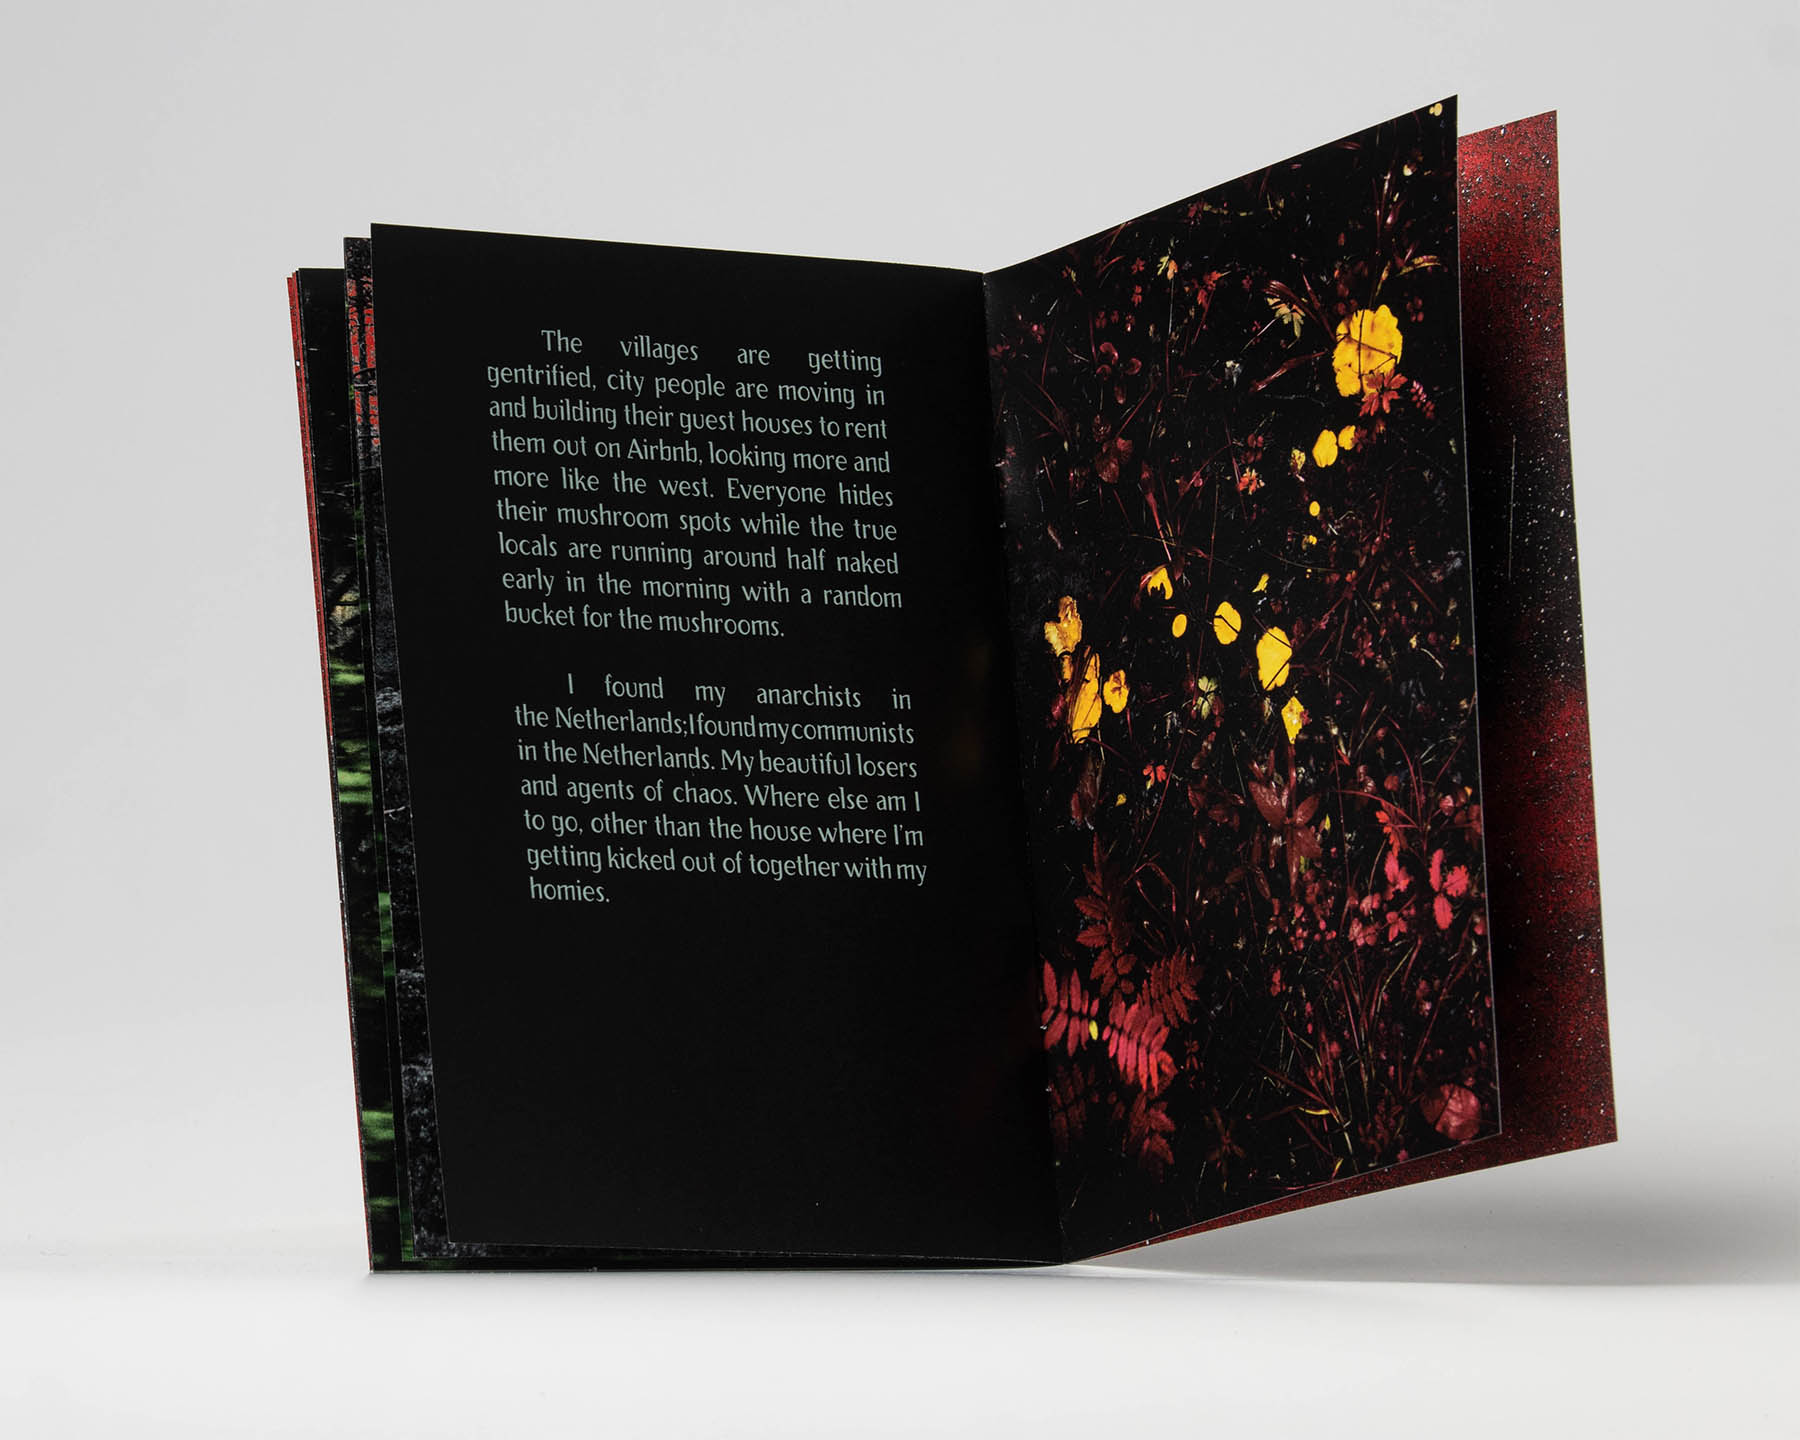 The villages are getting
gentrified, city people are moving in
and building their guest houses to rent
them out on Airbnb, looking more and
more like the west. Everyone hides
their mushroom spots while the true
locals are running around half naked
early in the morning with a random
bucket for the mushrooms.
I found my anarchists in
the Netherlands; I found my communists
in the Netherlands. My beautiful losers
and agents of chaos. Where else am I
to go, other than the house where I'm
getting kicked out of together with my
homies.